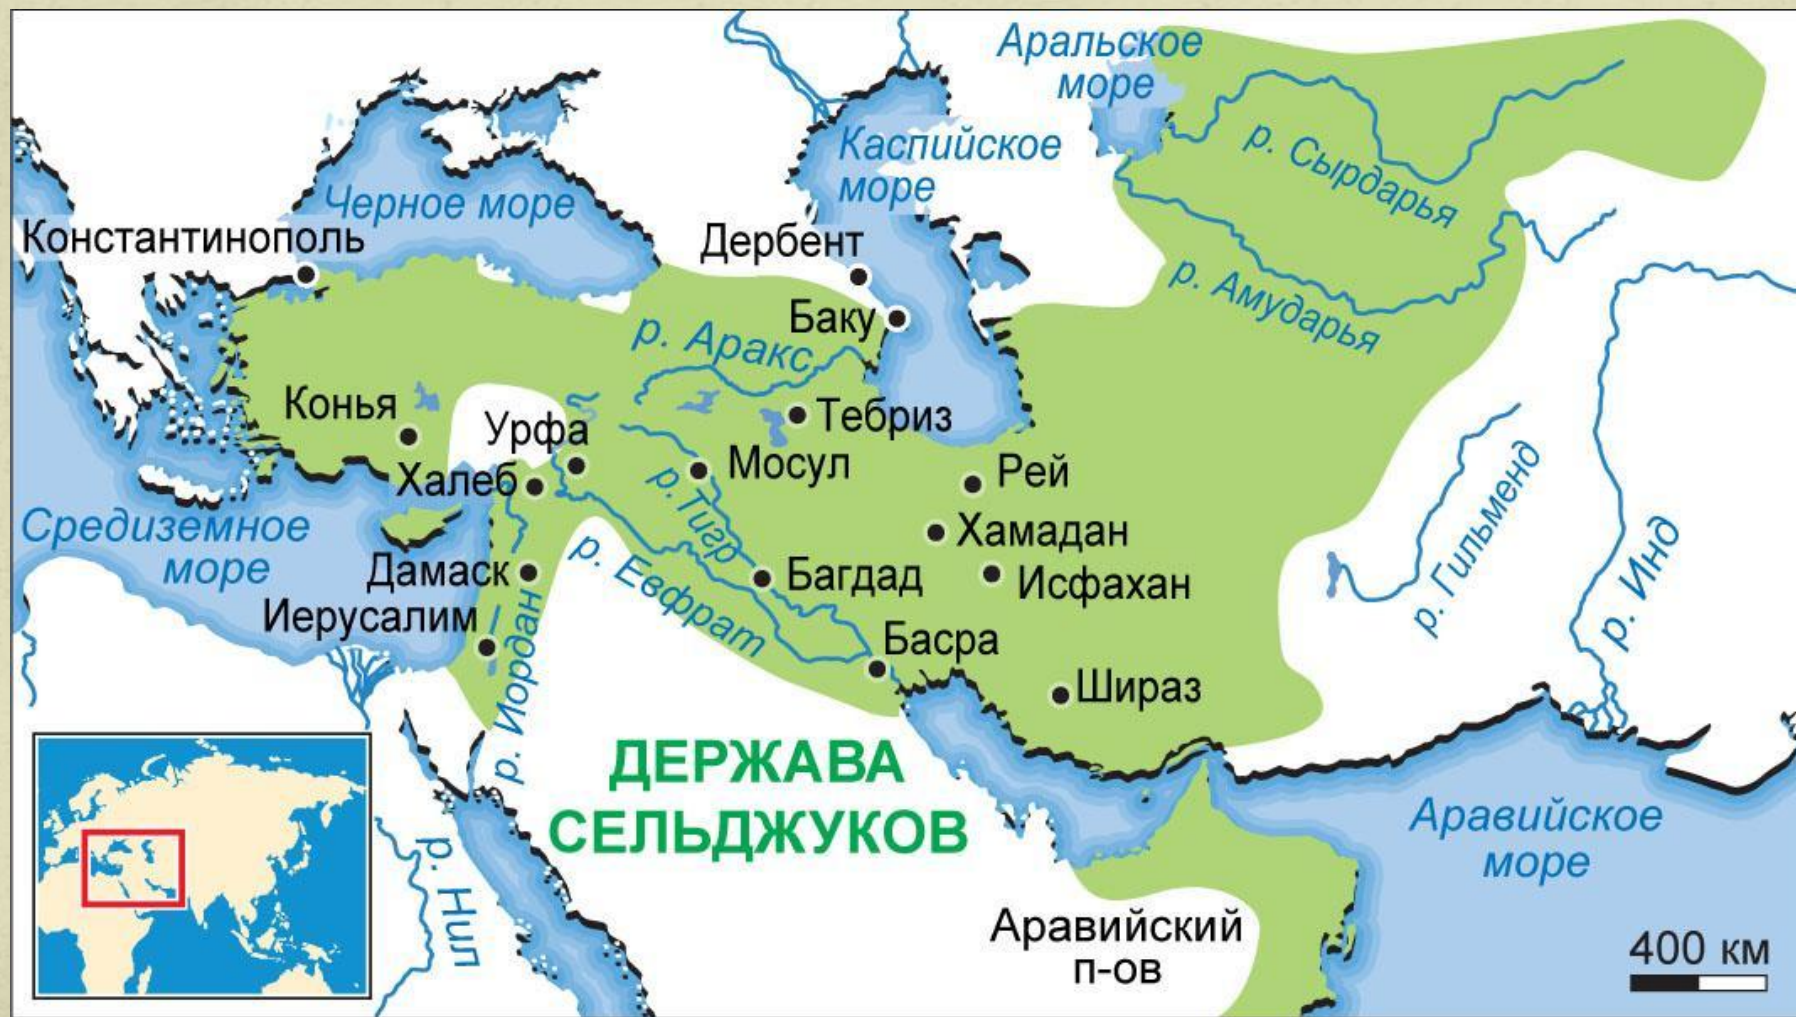 Аральское
море
Каспийское
море
р. Сырдарья
Черное море
Константинополь
Дербент
р. Амударья
Баку
р. Аракс
Конья
Урфа
Тебриз
Мосул
Рей
Халеб
р. Тигр
Средиземное
море
Хамадан
р. Гильменд
р. Инд
Дамаск
р. Евфрат
Багдад
Исфахан
Иерусалим
р. Иордан
Басра
Шираз
ДЕРЖАВА
СЕЛЬДЖУКОВ
р. Нил
Аравийское
море
Аравийский
п-ов
400 км